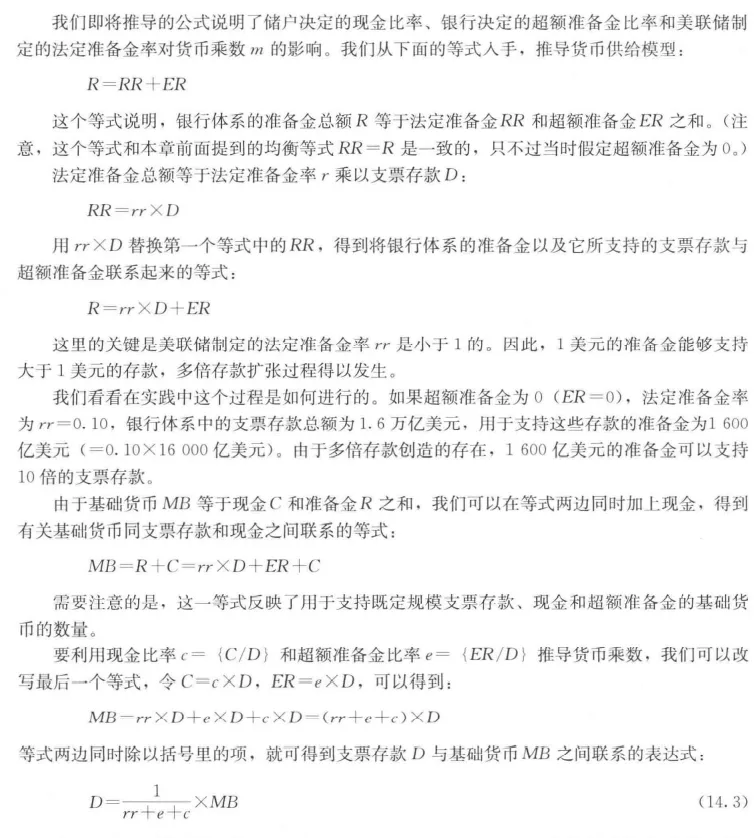 我们即将推导的公式说明了储户决定的现金比率、银行决定的超额准备金比率和美联储制
定的法定准备金率对货币乘数 m 的影响。我们从下面的等式入手，推导货币供给模型：
R＝RR＋ER
这个等式说明，银行体系的准备金总额 R 等于法定准备金 RR 和超额准备金 ER 之和。（注
意，这个等式和本章前面提到的均衡等式 RR＝R 是一致的，只不过当时假定超额准备金为 0。）
法定准备金总额等于法定准备金率 r 乘以支票存款 D：
RR＝rr×D
用 rr×D 替换第一个等式中的 RR，得到将银行体系的准备金以及它所支持的支票存款与
超额准备金联系起来的等式：
R＝rr×D＋ER
这里的关键是美联储制定的法定准备金率 rr 是小于 1 的。因此，1 美元的准备金能够支持
大于 1 美元的存款，多倍存款扩张过程得以发生。
我们看看在实践中这个过程是如何进行的。如果超额准备金为 0（ER＝0），法定准备金率
为 rr＝0.10，银行体系中的支票存款总额为 1.6 万亿美元，用于支持这些存款的准备金为1 600
亿美元（＝0.10×16 000 亿美元）。由于多倍存款创造的存在，1 600 亿美元的准备金可以支持
10 倍的支票存款。
由于基础货币 MB 等于现金 C 和准备金 R 之和，我们可以在等式两边同时加上现金，得到
有关基础货币同支票存款和现金之间联系的等式：
MB＝R＋C＝rr×D＋ER＋C
需要注意的是，这一等式反映了用于支持既定规模支票存款、现金和超额准备金的基础货
币的数量。
要利用现金比率 c＝{C/D} 和超额准备金比率 e＝{ER/D} 推导货币乘数，我们可以改
写最后一个等式，令 C＝c×D，ER＝e×D，可以得到：
MB＝rr×D＋e×D＋c×D＝(rr＋e＋c)×D
等式两边同时除以括号里的项，就可得到支票存款 D 与基础货币 MB 之间联系的表达式：
D＝1/(rr＋e＋c)×MB (14.3)